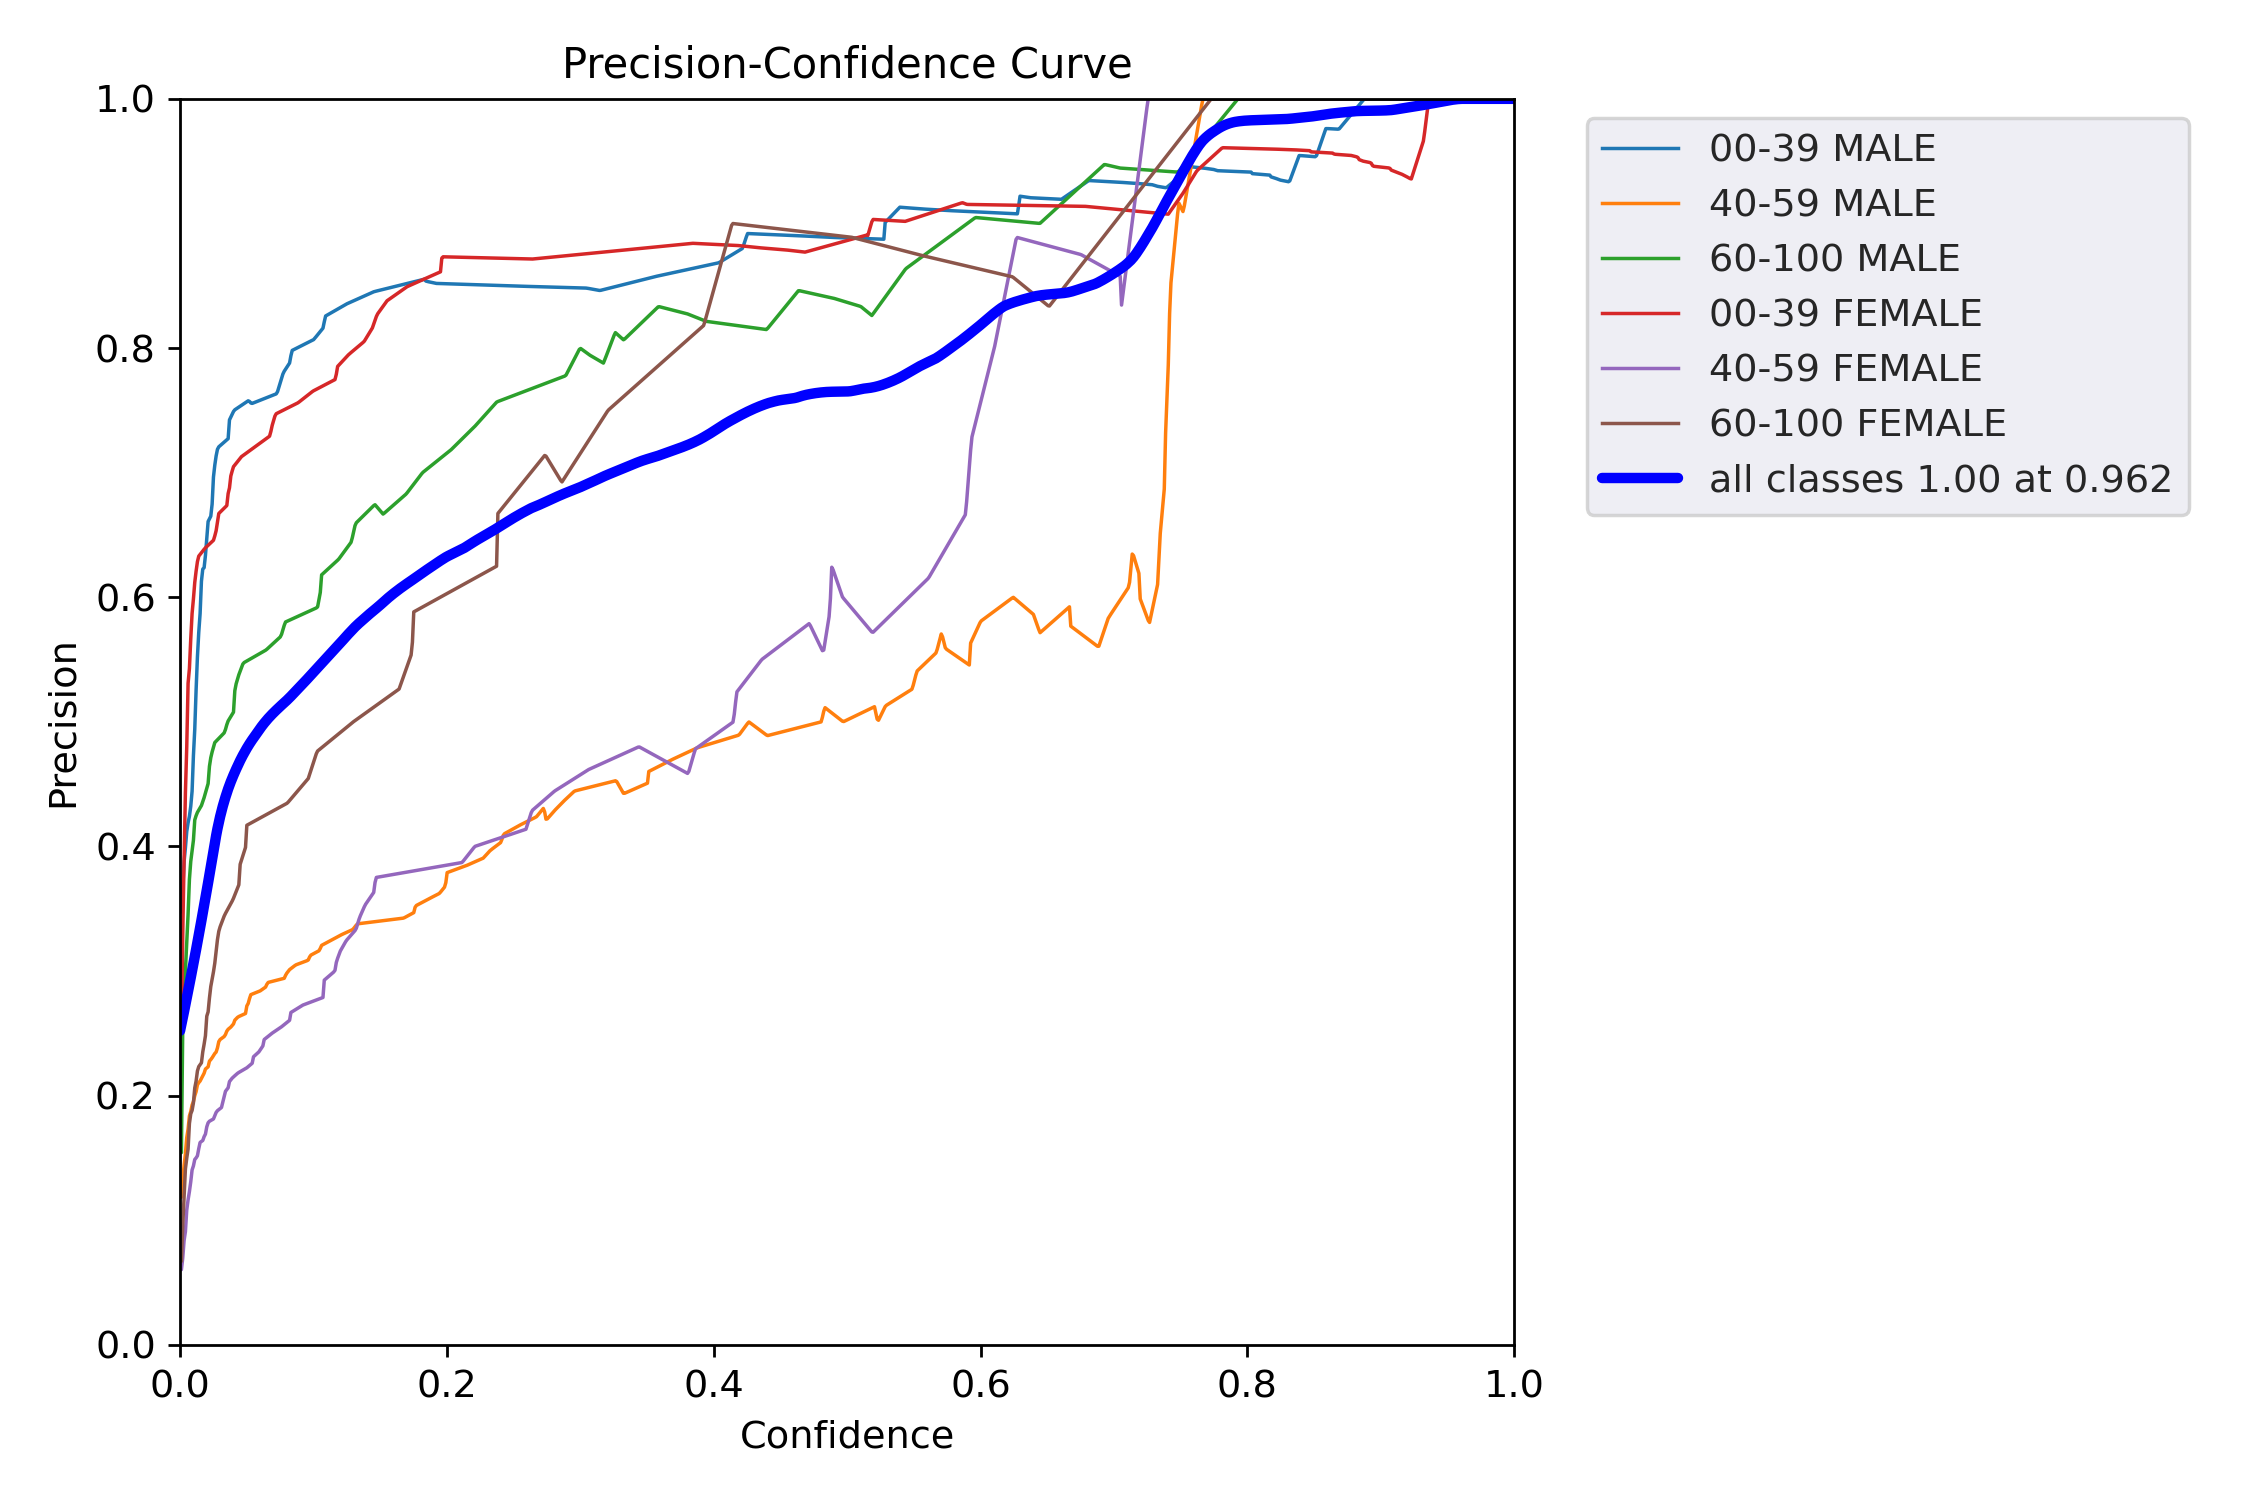 Precision-Confidence Curve
1.0
0.8
0.6
0.4
0.2
0.0
Precision
0.0 0.2 0.4 0.6 0.8 1.0
Confidence
00-39 MALE
40-59 MALE
60-100 MALE
00-39 FEMALE
40-59 FEMALE
60-100 FEMALE
all classes 1.00 at 0.962